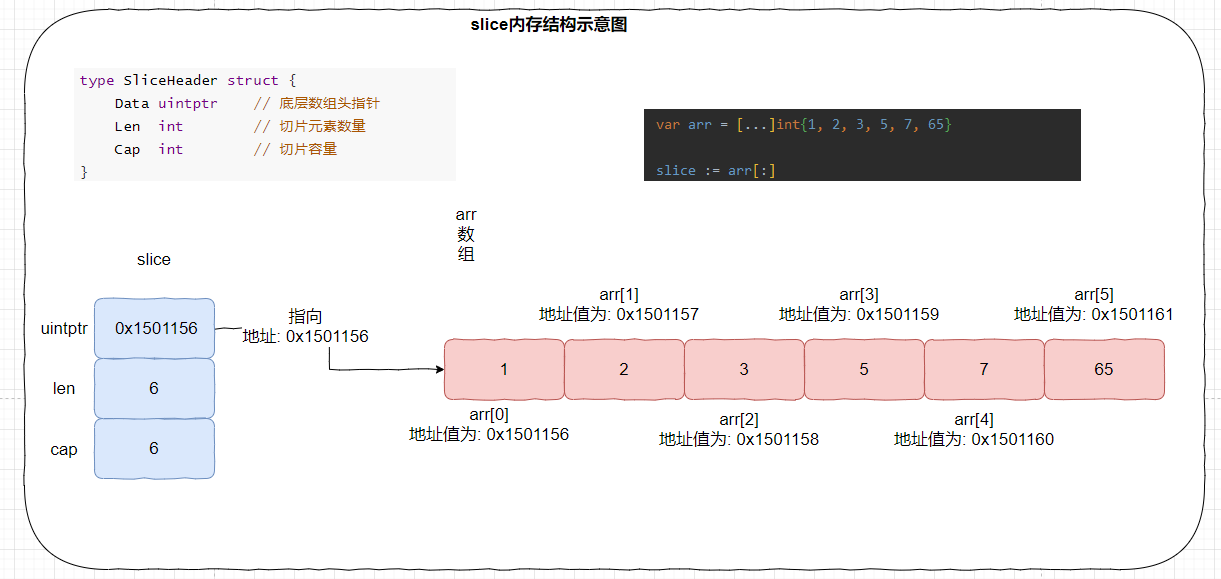 slice内存结构示意图
type SliceHeader struct {
    Data uintptr    // 底层数组头指针
    Len  int        // 切片元素数量
    Cap  int        // 切片容量
}
var arr = [...]int{1, 2, 3, 5, 7, 65}
slice := arr[:]
arr
数
组
slice
uintptr
0x1501156
len
6
cap
6
指向
地址: 0x1501156
arr[1]
地址值为: 0x1501157
arr[3]
地址值为: 0x1501159
arr[5]
地址值为: 0x1501161
1
2
3
5
7
65
arr[0]
地址值为: 0x1501156
arr[2]
地址值为: 0x1501158
arr[4]
地址值为: 0x1501160